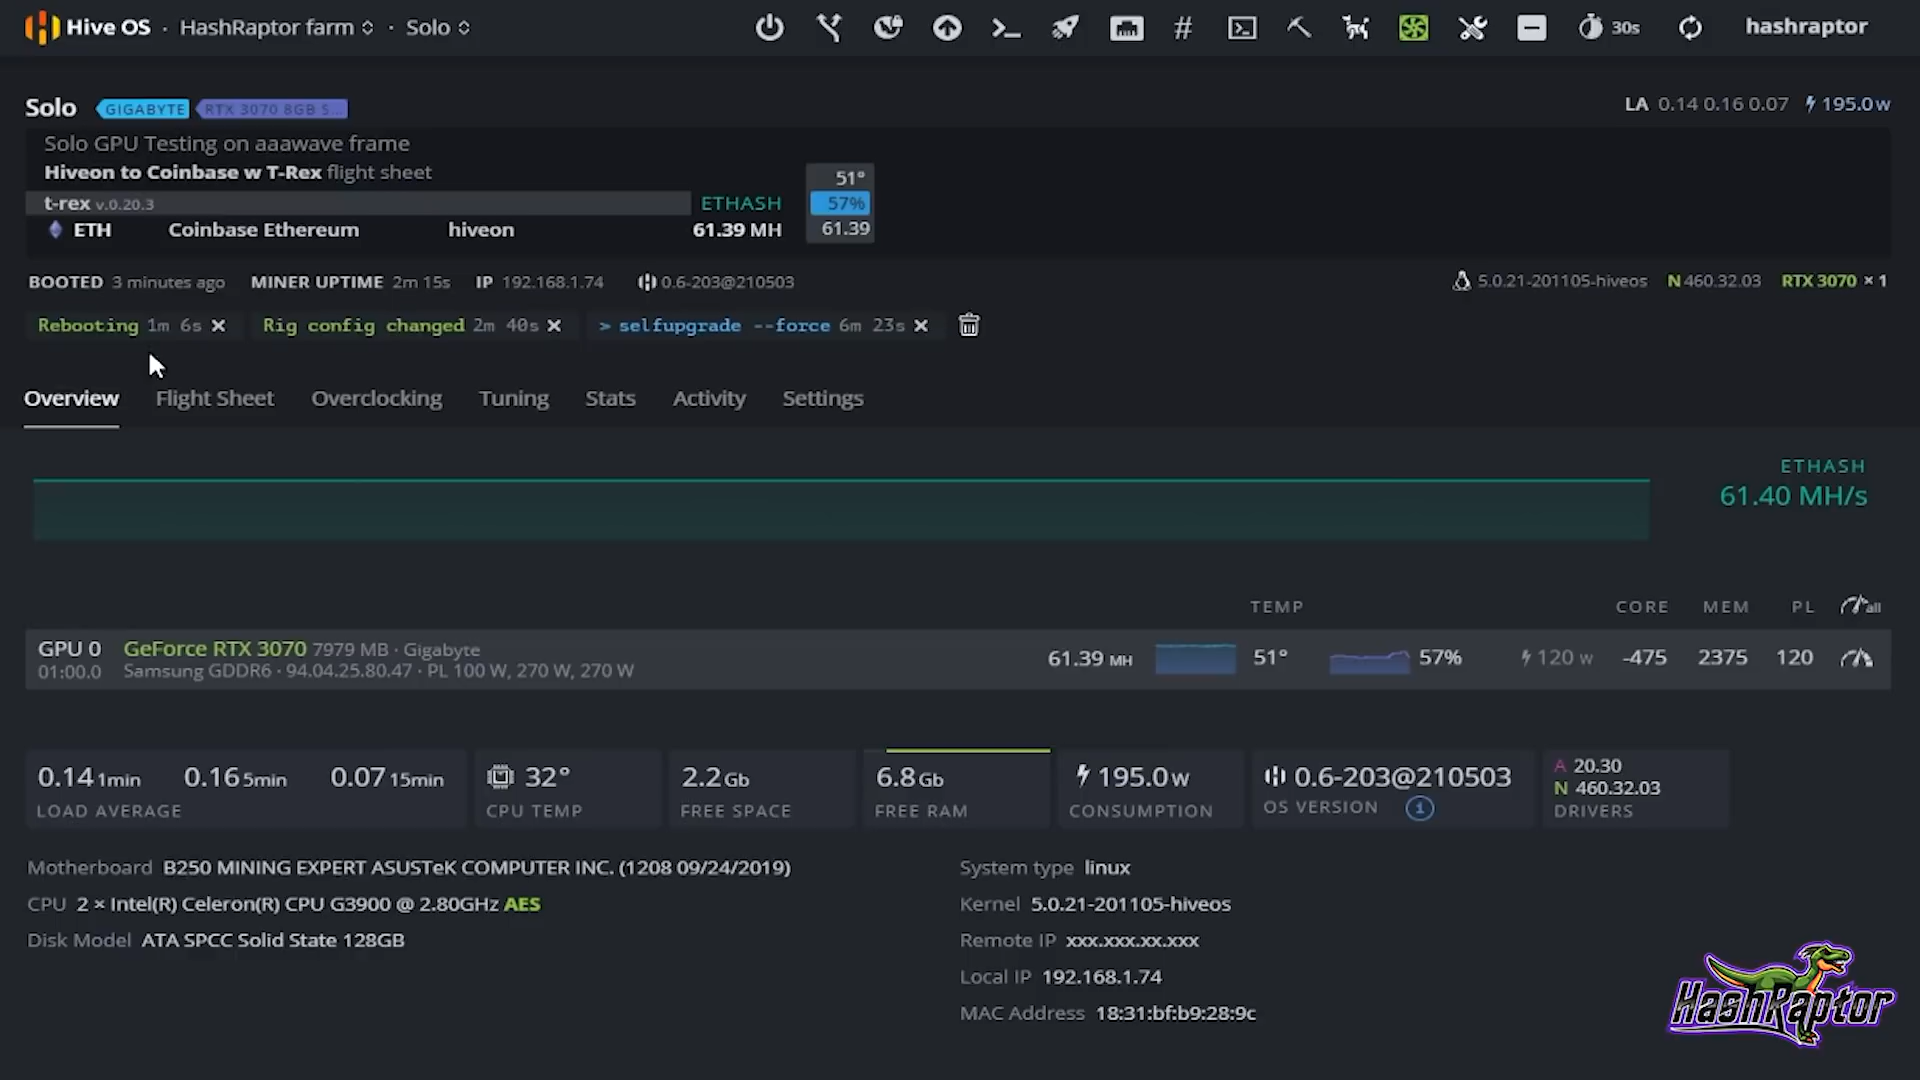 Hive OS · HashRaptor farm · Solo
# 30s hashraptor
Solo GIGABYTE RTX 3070 8GB S...
LA 0.14 0.16 0.07 195.0 w
Solo GPU Testing on aaawave frame
Hiveon to Coinbase w T-Rex flight sheet
51°
t-rex v.0.20.3 ETHASH
57%
ETH Coinbase Ethereum hiveon 61.39 MH
61.39
BOOTED 3 minutes ago MINER UPTIME 2m 15s IP 192.168.1.74 0.6-203@210503
5.0.21-201105-hiveos N 460.32.03 RTX 3070 × 1
Rebooting 1m 6s × Rig config changed 2m 40s × > selfupgrade --force 6m 23s ×
Overview Flight Sheet Overclocking Tuning Stats Activity Settings
ETHASH
61.40 MH/s
TEMP CORE MEM PL all
GPU 0 GeForce RTX 3070 7979 MB · Gigabyte
01:00.0 Samsung GDDR6 · 94.04.25.80.47 · PL 100 W, 270 W, 270 W
61.39 MH 51° 57% 120 w -475 2375 120
0.14 1min 0.16 5min 0.07 15min
LOAD AVERAGE
32°
CPU TEMP
2.2 Gb
FREE SPACE
6.8 Gb
FREE RAM
195.0 w
CONSUMPTION
0.6-203@210503
OS VERSION 1
A 20.30
N 460.32.03
DRIVERS
Motherboard B250 MINING EXPERT ASUSTeK COMPUTER INC. (1208 09/24/2019)
CPU 2 × Intel(R) Celeron(R) CPU G3900 @ 2.80GHz AES
Disk Model ATA SPCC Solid State 128GB
System type linux
Kernel 5.0.21-201105-hiveos
Remote IP xxx.xxx.xx.xxx
Local IP 192.168.1.74
MAC Address 18:31:bf:b9:28:9c
HashRaptor